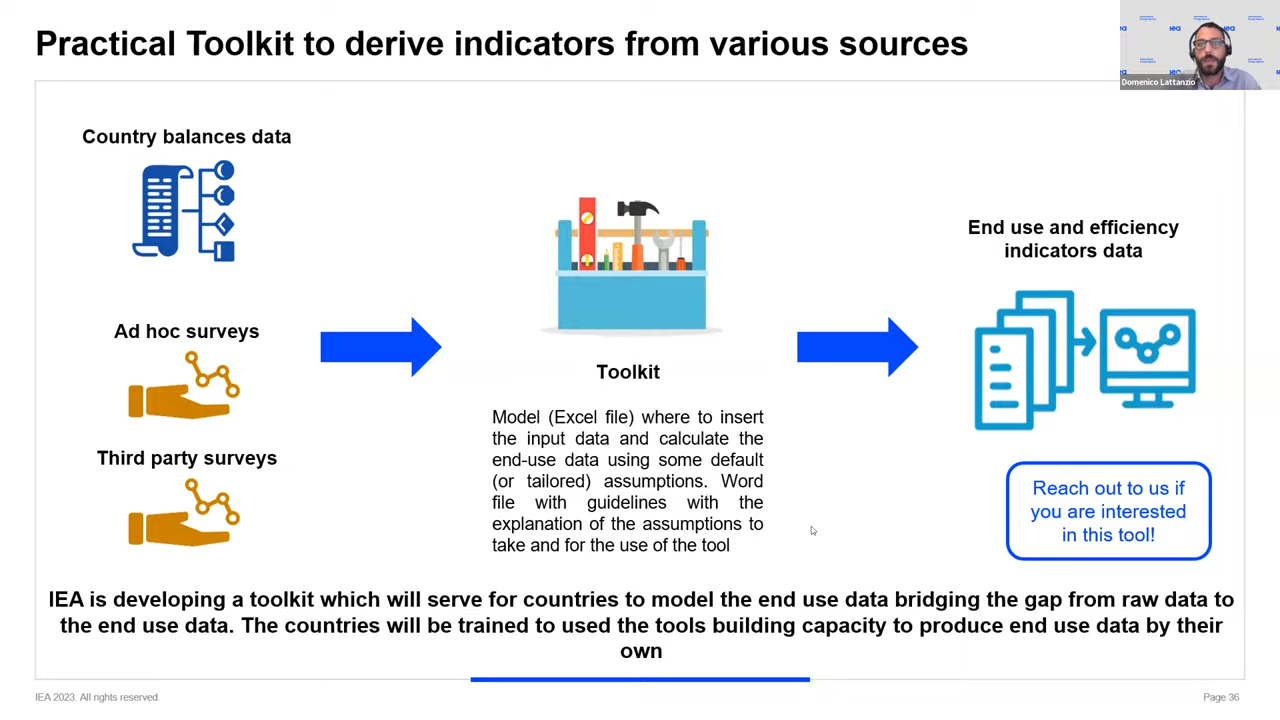 Practical Toolkit to derive indicators from various sources
iea
Domenico Lattanzio
Country balances data
Ad hoc surveys
Third party surveys
Toolkit
Model (Excel file) where to insert
the input data and calculate the
end-use data using some default
(or tailored) assumptions. Word
file with guidelines with the
explanation of the assumptions to
take and for the use of the tool
End use and efficiency
indicators data
Reach out to us if
you are interested
in this tool!
IEA is developing a toolkit which will serve for countries to model the end use data bridging the gap from raw data to
the end use data. The countries will be trained to used the tools building capacity to produce end use data by their
own
IEA 2023. All rights reserved.
Page 36